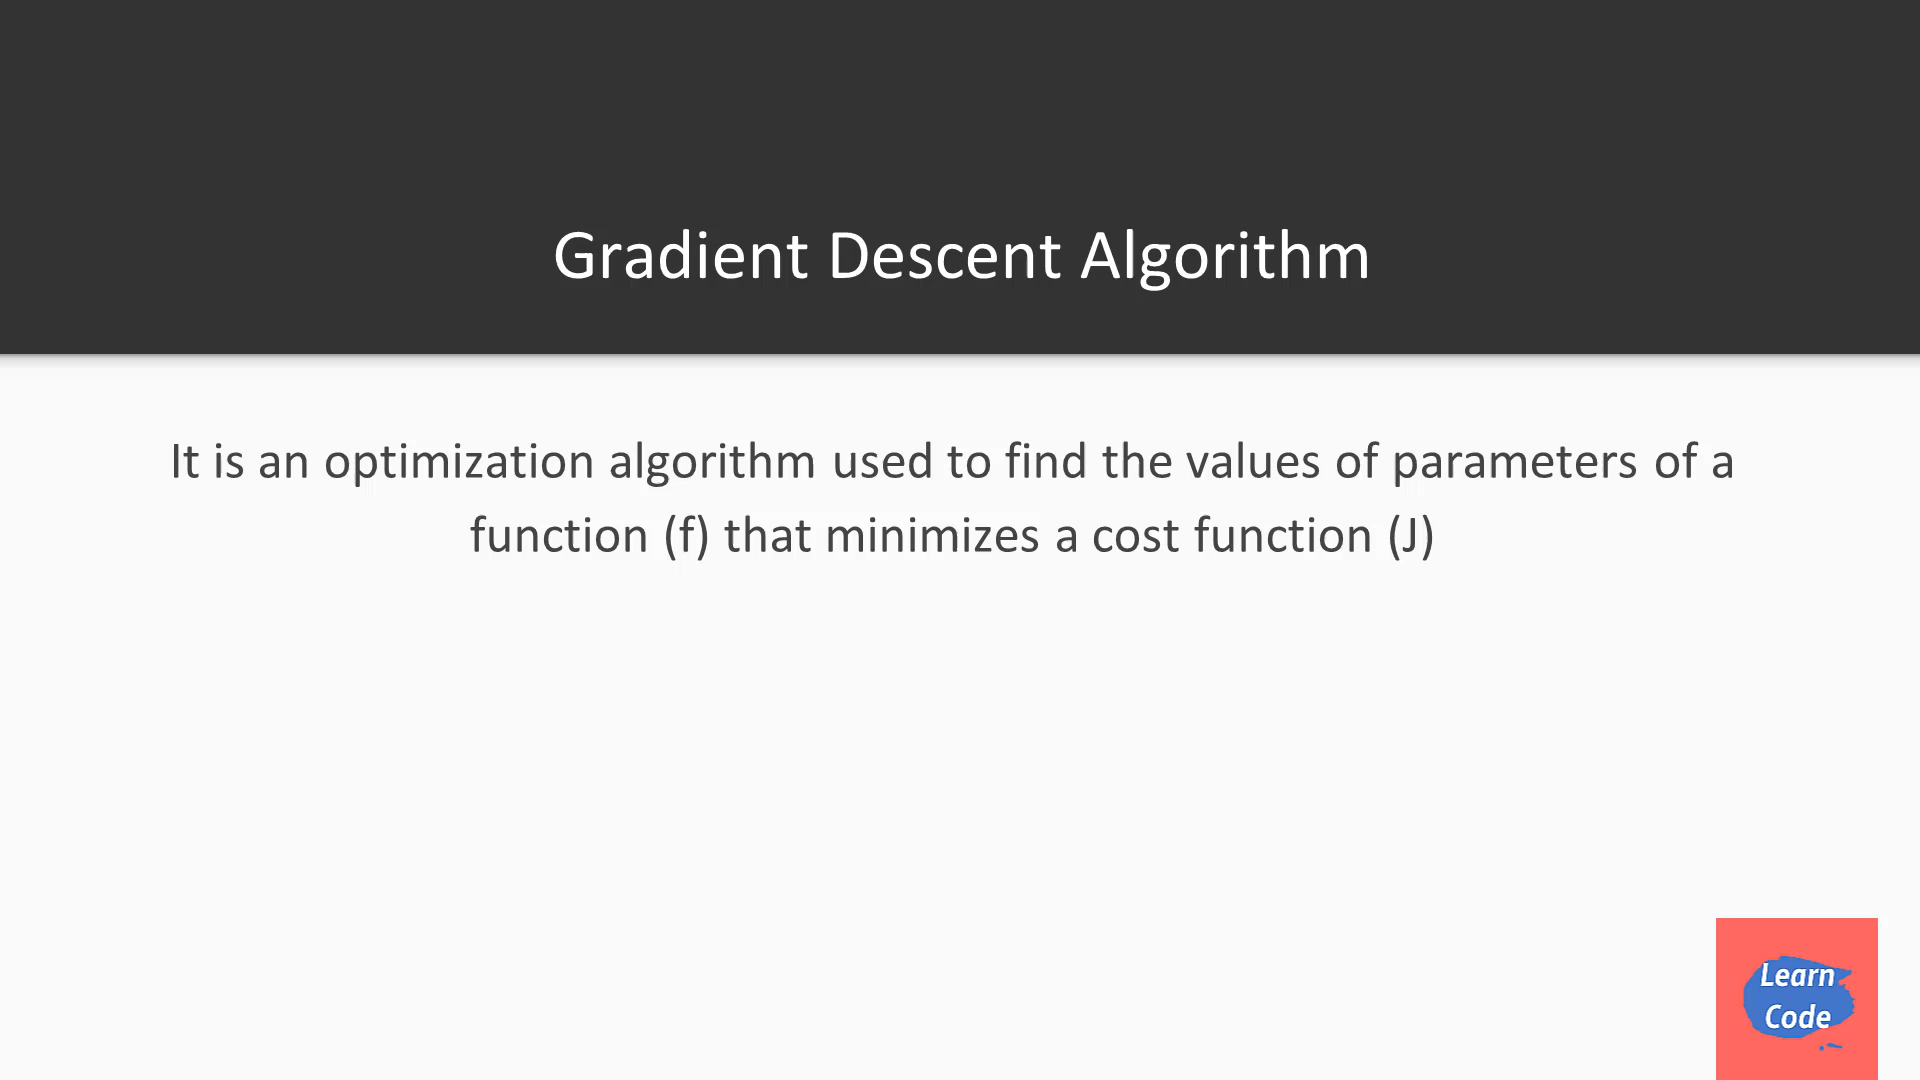 Gradient Descent Algorithm
It is an optimization algorithm used to find the values of parameters of a
function (f) that minimizes a cost function (J)
Learn
Code